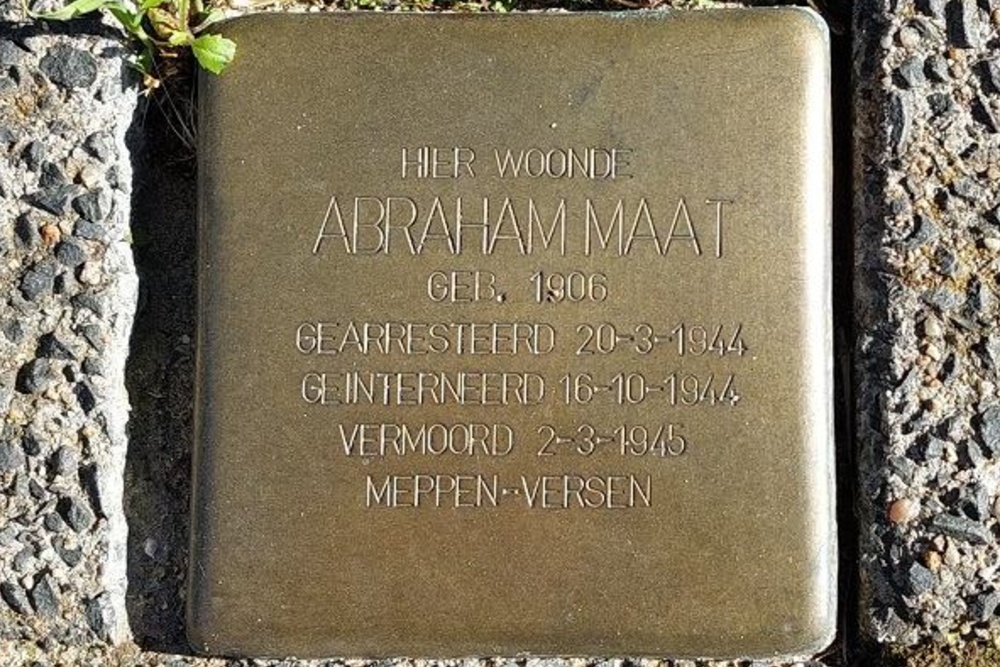 HIER WOONDE
ABRAHAM MAAT
GEB. 1906
GEARRESTEERD 20-3-1944
GEÏNTERNEERD 16-10-1944
VERMOORD 2-3-1945
MEPPEN-VERSEN